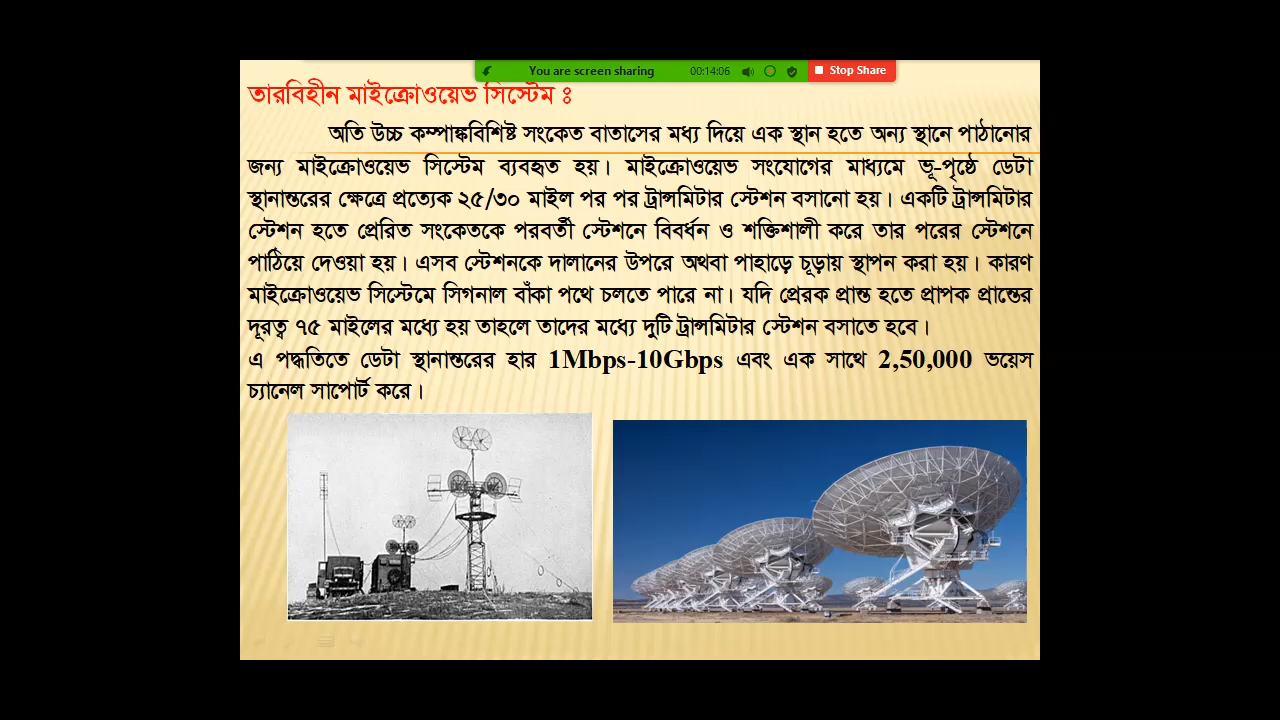 You are screen sharing 00:14:06 Stop Share
তারবিহীন মাইক্রোওয়েভ সিস্টেম ঃ
অতি উচ্চ কম্পাঙ্কবিশিষ্ট সংকেত বাতাসের মধ্য দিয়ে এক স্থান হতে অন্য স্থানে পাঠানোর
জন্য মাইক্রোওয়েভ সিস্টেম ব্যবহৃত হয়। মাইক্রোওয়েভ সংযোগের মাধ্যমে ভূ-পৃষ্ঠে ডেটা
স্থানান্তরের ক্ষেত্রে প্রত্যেক ২৫/৩০ মাইল পর পর ট্রান্সমিটার স্টেশন বসানো হয়। একটি ট্রান্সমিটার
স্টেশন হতে প্রেরিত সংকেতকে পরবর্তী স্টেশনে বিবর্ধন ও শক্তিশালী করে তার পরের স্টেশনে
পাঠিয়ে দেওয়া হয়। এসব স্টেশনকে দালানের উপরে অথবা পাহাড়ে চূড়ায় স্থাপন করা হয়। কারণ
মাইক্রোওয়েভ সিস্টেমে সিগনাল বাঁকা পথে চলতে পারে না। যদি প্রেরক প্রান্ত হতে প্রাপক প্রান্তের
দূরত্ব ৭৫ মাইলের মধ্যে হয় তাহলে তাদের মধ্যে দুটি ট্রান্সমিটার স্টেশন বসাতে হবে।
এ পদ্ধতিতে ডেটা স্থানান্তরের হার 1Mbps-10Gbps এবং এক সাথে 2,50,000 ভয়েস
চ্যানেল সাপোর্ট করে।